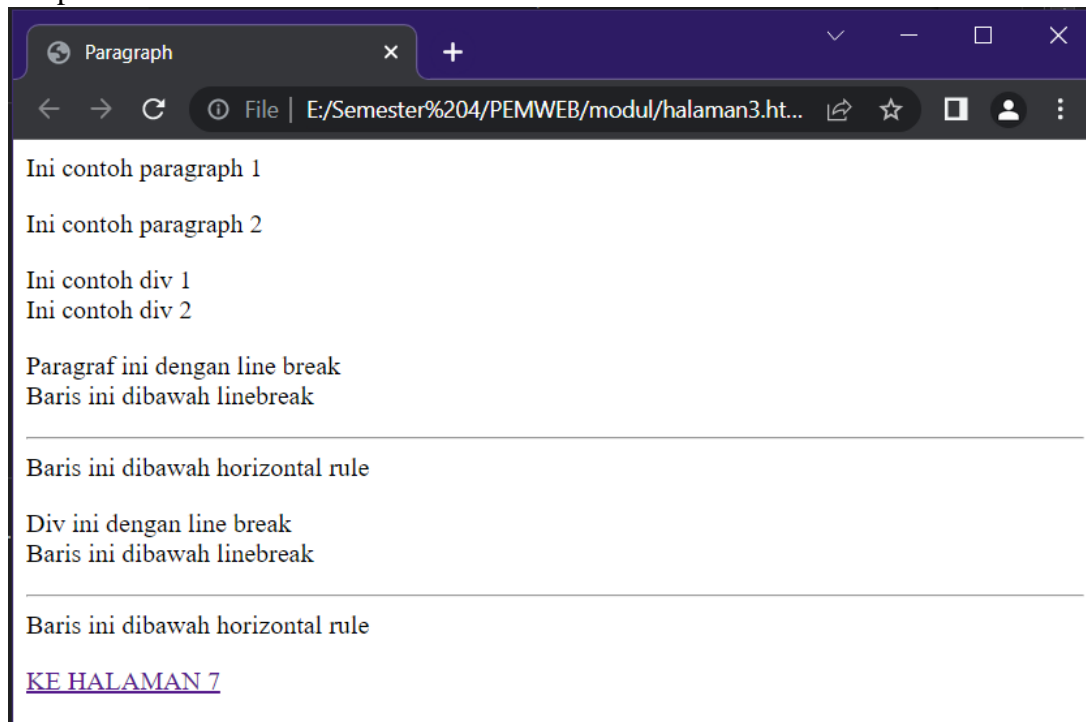 Paragraph
File | E:/Semester%204/PEMWEB/modul/halaman3.ht...
Ini contoh paragraph 1
Ini contoh paragraph 2
Ini contoh div 1
Ini contoh div 2
Paragraf ini dengan line break
Baris ini dibawah linebreak
Baris ini dibawah horizontal rule
Div ini dengan line break
Baris ini dibawah linebreak
Baris ini dibawah horizontal rule
KE HALAMAN 7